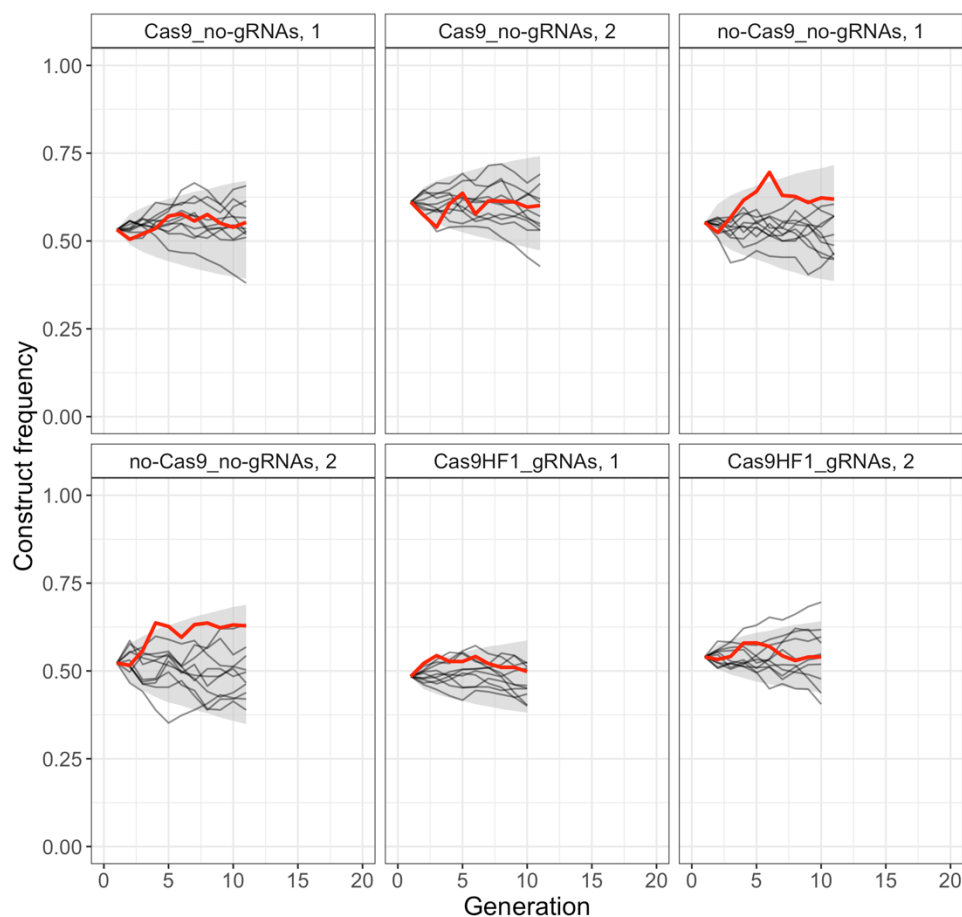 Cas9_no-gRNAs, 1
Cas9_no-gRNAs, 2
no-Cas9_no-gRNAs, 1
1.00
0.75
0.50
0.25
0.00
no-Cas9_no-gRNAs, 2
Cas9HF1_gRNAs, 1
Cas9HF1_gRNAs, 2
1.00
0.75
0.50
0.25
0.00
Construct frequency
0 5 10 15 20 0 5 10 15 20 0 5 10 15 20
Generation